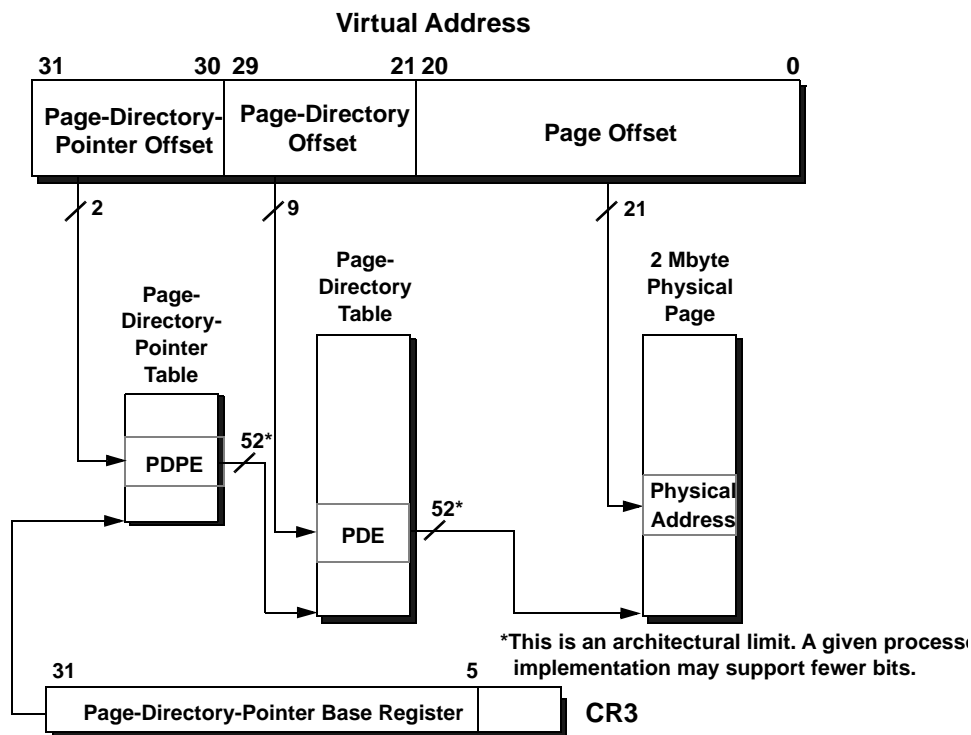 Virtual Address
31 30 29 21 20 0
Page-Directory-
Pointer Offset
Page-Directory
Offset
Page Offset
2
9
21
Page-
Directory-
Pointer
Table
Page-
Directory
Table
2 Mbyte
Physical
Page
PDPE
52*
PDE
52*
Physical
Address
*This is an architectural limit. A given process
implementation may support fewer bits.
31 5
Page-Directory-Pointer Base Register
CR3